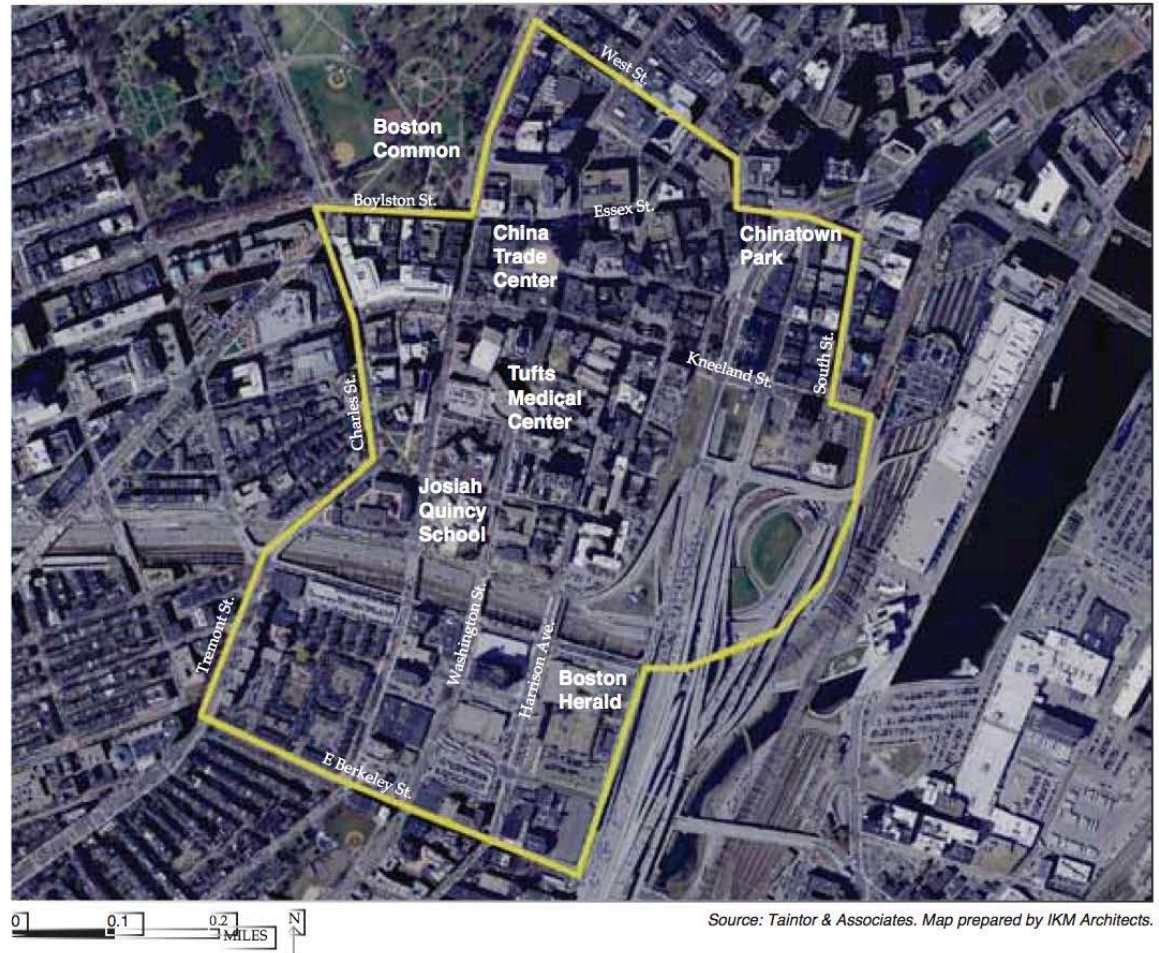 West St.
Boston
Common
Boylston St.
Essex St.
China
Trade
Center
Chinatown
Park
South St.
Kneeland St.
Tufts
Medical
Center
Charles St.
Josiah
Quincy
School
Tremont St.
Washington St.
Harrison Ave.
Boston
Herald
E Berkeley St.
0 0.1 0.2
MILES
N
Source: Taintor & Associates. Map prepared by IKM Architects.